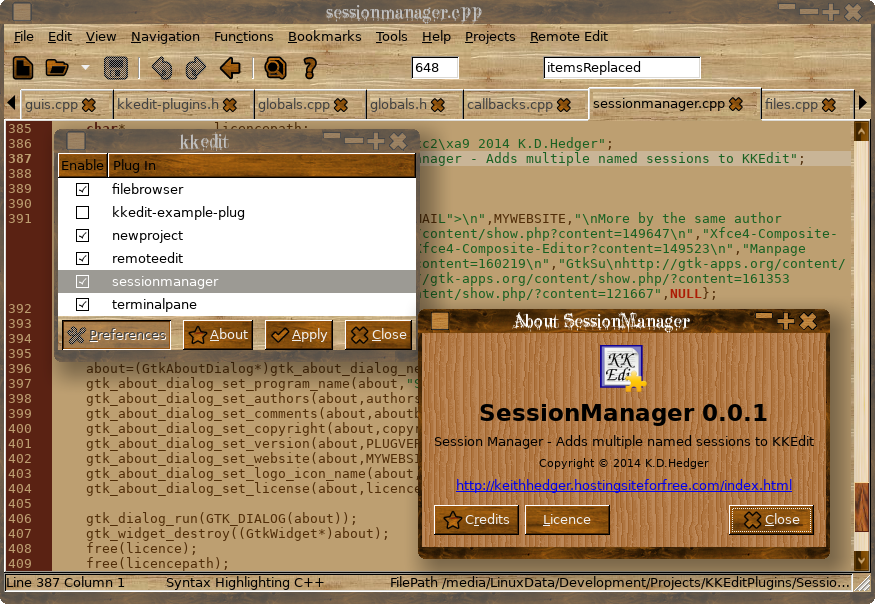 sessionmanager.cpp
File Edit View Navigation Functions Bookmarks Tools Help Projects Remote Edit
648 itemsReplaced
guis.cpp kkedit-plugins.h globals.cpp globals.h callbacks.cpp sessionmanager.cpp files.cpp
385 char* licencepath;
386 xc2\xa9 2014 K.D.Hedger";
387 anager - Adds multiple named sessions to KKEdit";
388
389
390
391 MAIL">\n",MYWEBSITE,"\nMore by the same author
content/show.php?content=149647\n","Xfce4-Composite-
fce4-Composite-Editor?content=149523\n","Manpage
ontent=160219\n","GtkSu\nhttp://gtk-apps.org/content/
/gtk-apps.org/content/show.php/?content=161353
tent/show.php/?content=121667",NULL};
392
393
394
395
396 about=(GtkAboutDialog*)gtk_about_dialog_ne
397 gtk_about_dialog_set_program_name(about,"S
398 gtk_about_dialog_set_authors(about,authors
399 gtk_about_dialog_set_comments(about,aboutb
400 gtk_about_dialog_set_copyright(about,copyr
401 gtk_about_dialog_set_version(about,PLUGVER
402 gtk_about_dialog_set_website(about,MYWEBSI
403 gtk_about_dialog_set_logo_icon_name(about,
404 gtk_about_dialog_set_license(about,licence
405
406 gtk_dialog_run(GTK_DIALOG(about));
407 gtk_widget_destroy((GtkWidget*)about);
408 free(licence);
409 free(licencepath);
kkedit
Enable Plug In
filebrowser
kkedit-example-plug
newproject
remoteedit
sessionmanager
terminalpane
Preferences About Apply Close
About SessionManager
KK
Edi
SessionManager 0.0.1
Session Manager - Adds multiple named sessions to KKEdit
Copyright © 2014 K.D.Hedger
http://keithhedger.hostingsiteforfree.com/index.html
Credits Licence Close
Line 387 Column 1 Syntax Highlighting C++ FilePath /media/LinuxData/Development/Projects/KKEditPlugins/Sessio...